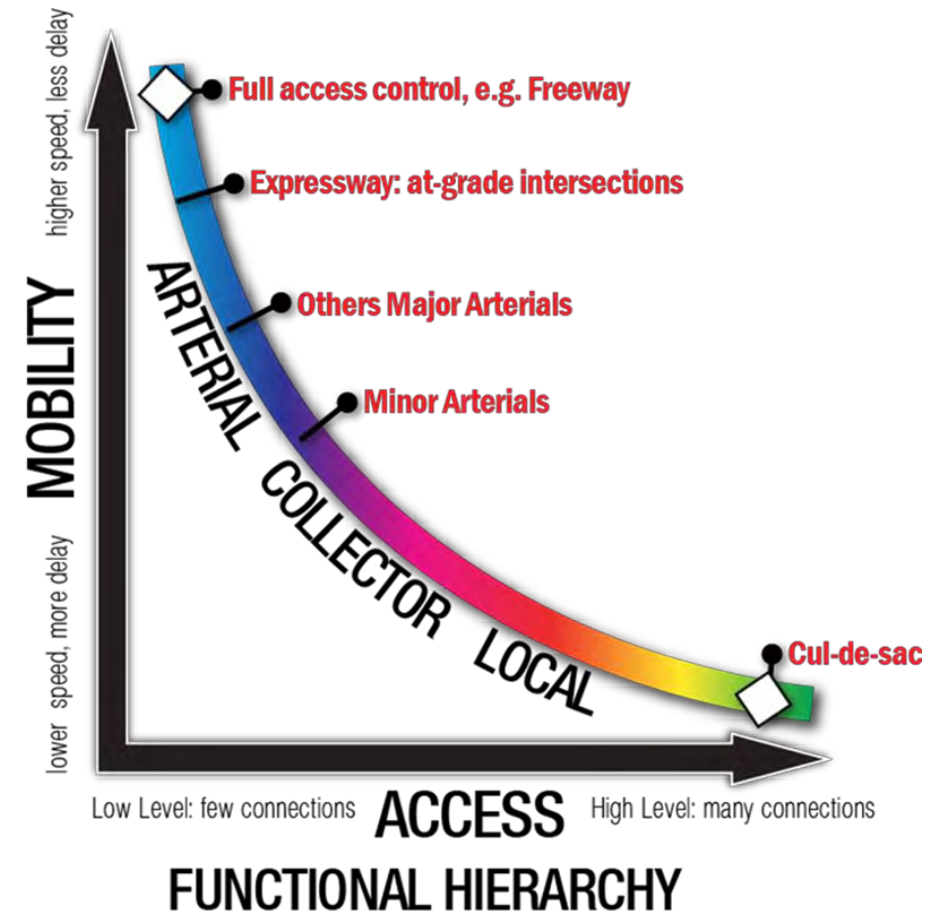 higher speed, less delay
Full access control, e.g. Freeway
Expressway: at-grade intersections
Others Major Arterials
Minor Arterials
MOBILITY
ARTERIAL
COLLECTOR
LOCAL
lower speed, more delay
Cul-de-sac
Low Level: few connections
ACCESS
High Level: many connections
FUNCTIONAL HIERARCHY